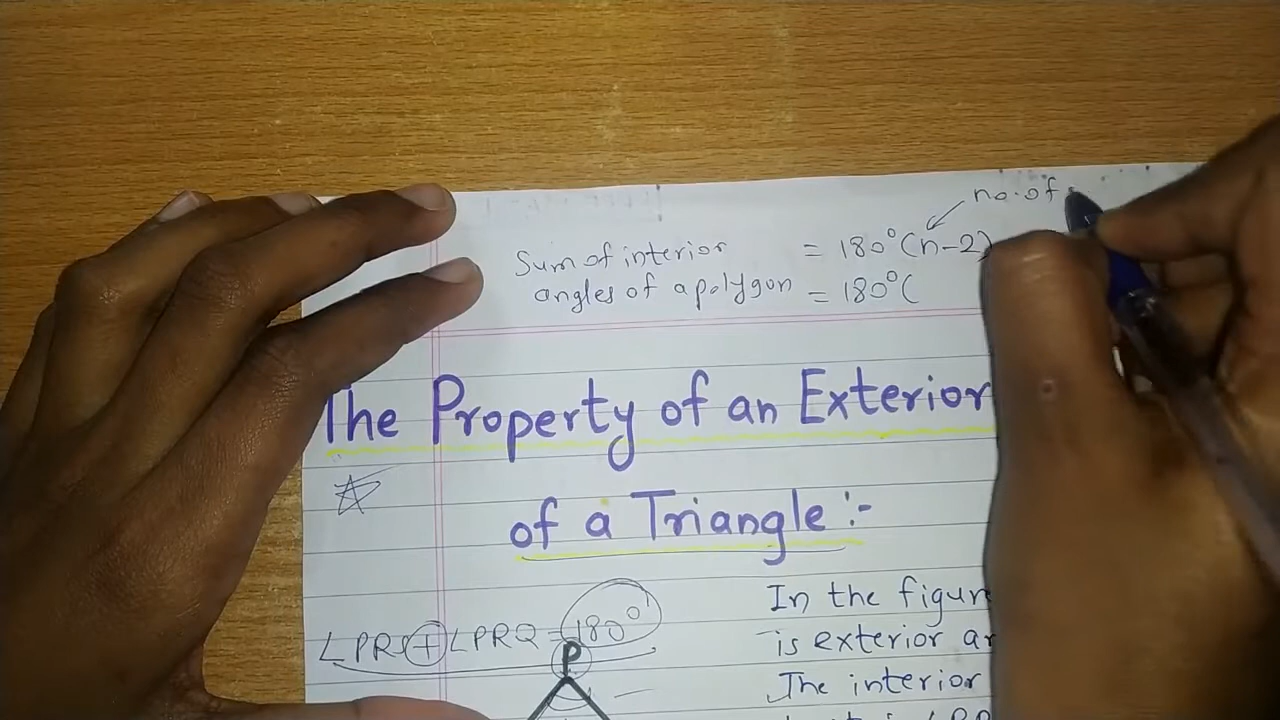 no. of
Sum of interior = 180°(n-2)
angles of a polygon = 180°(
The Property of an Exterior
of a Triangle :-
In the figur
∠PRQ = 180°
is exterior
P
The interior